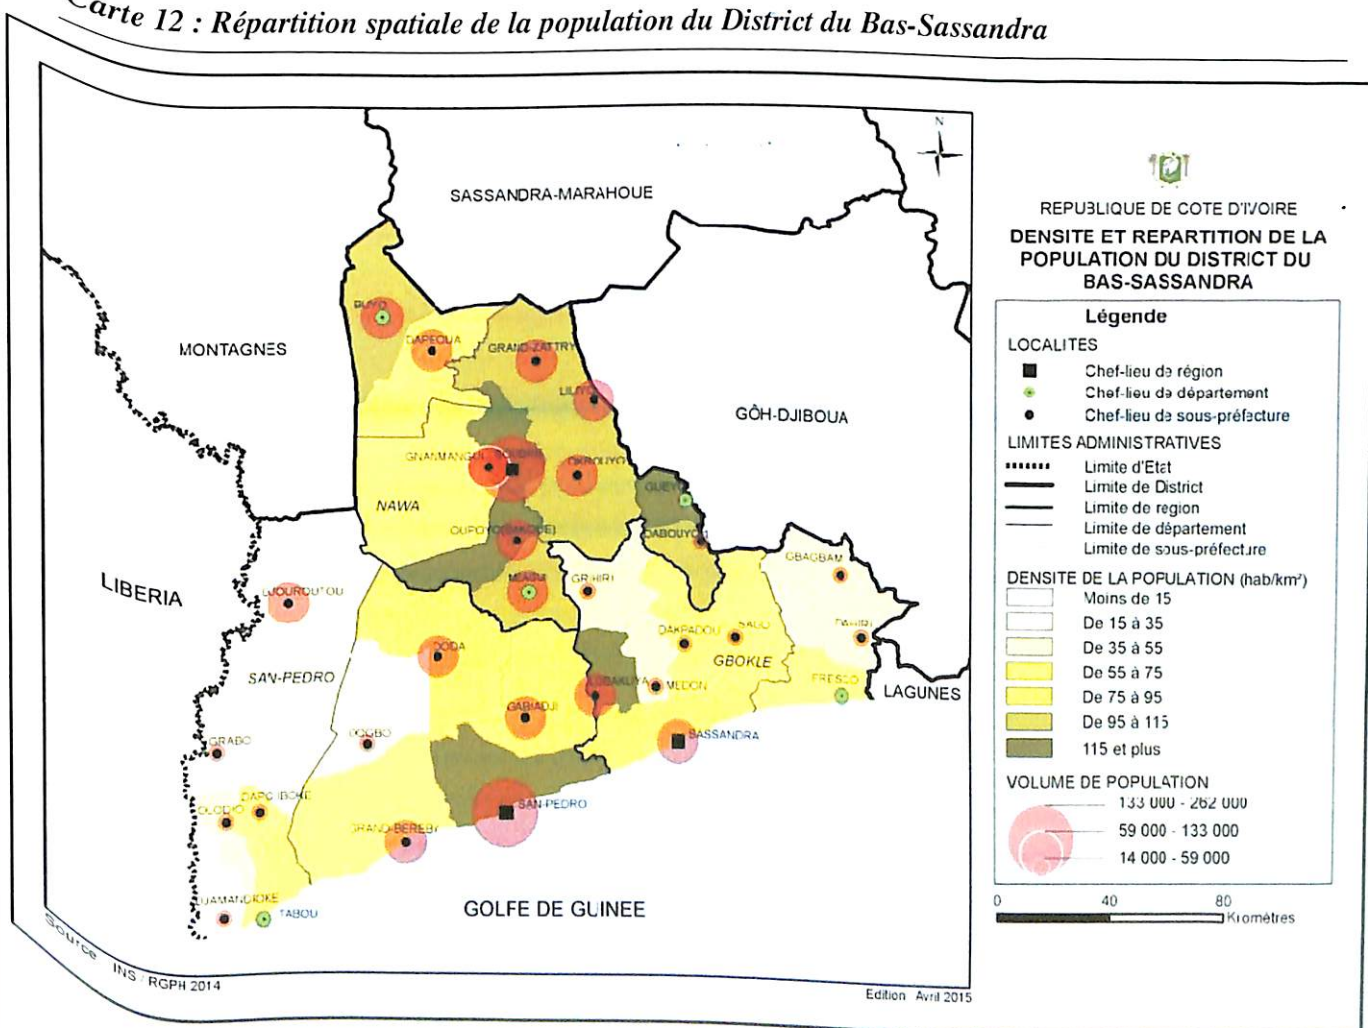 Carte 12 : Répartition spatiale de la population du District du Bas-Sassandra
N
SASSANDRA-MARAHOUE
MONTAGNES
BUYO
DAPEOUA
GRAND-ZATTRY
LILIYO
GÔH-DJIBOUA
GNAMANGUI
SOUBRE
OKROUYO
NAWA
GUEYO
DABOUYO
GBAGBAM
LIBERIA
MEAGUI
GRIHIRI
DJOUROUTOU
DAKPADOU
SAGO
DAHIRI
DODA
GBOKLE
SAN-PEDRO
FRESCO
LAGUNES
LOBAKUYA
MEDON
GABIADJI
GRABO
DOGBO
SASSANDRA
SAN-PEDRO
OLODIO
GRAND-BEREBY
DJAMANDIOKE
TABOU
GOLFE DE GUINEE
Source INS / RGPH 2014
Edition Avril 2015
REPUBLIQUE DE COTE D'IVOIRE
DENSITE ET REPARTITION DE LA
POPULATION DU DISTRICT DU
BAS-SASSANDRA
Légende
LOCALITES
Chef-lieu de région
Chef-lieu de département
Chef-lieu de sous-préfecture
LIMITES ADMINISTRATIVES
Limite d'Etat
Limite de District
Limite de region
Limite de département
Limite de sous-préfecture
DENSITE DE LA POPULATION (hab/km²)
Moins de 15
De 15 à 35
De 35 à 55
De 55 à 75
De 75 à 95
De 95 à 115
115 et plus
VOLUME DE POPULATION
133 000 - 262 000
59 000 - 133 000
14 000 - 59 000
0 40 80
Kilomètres